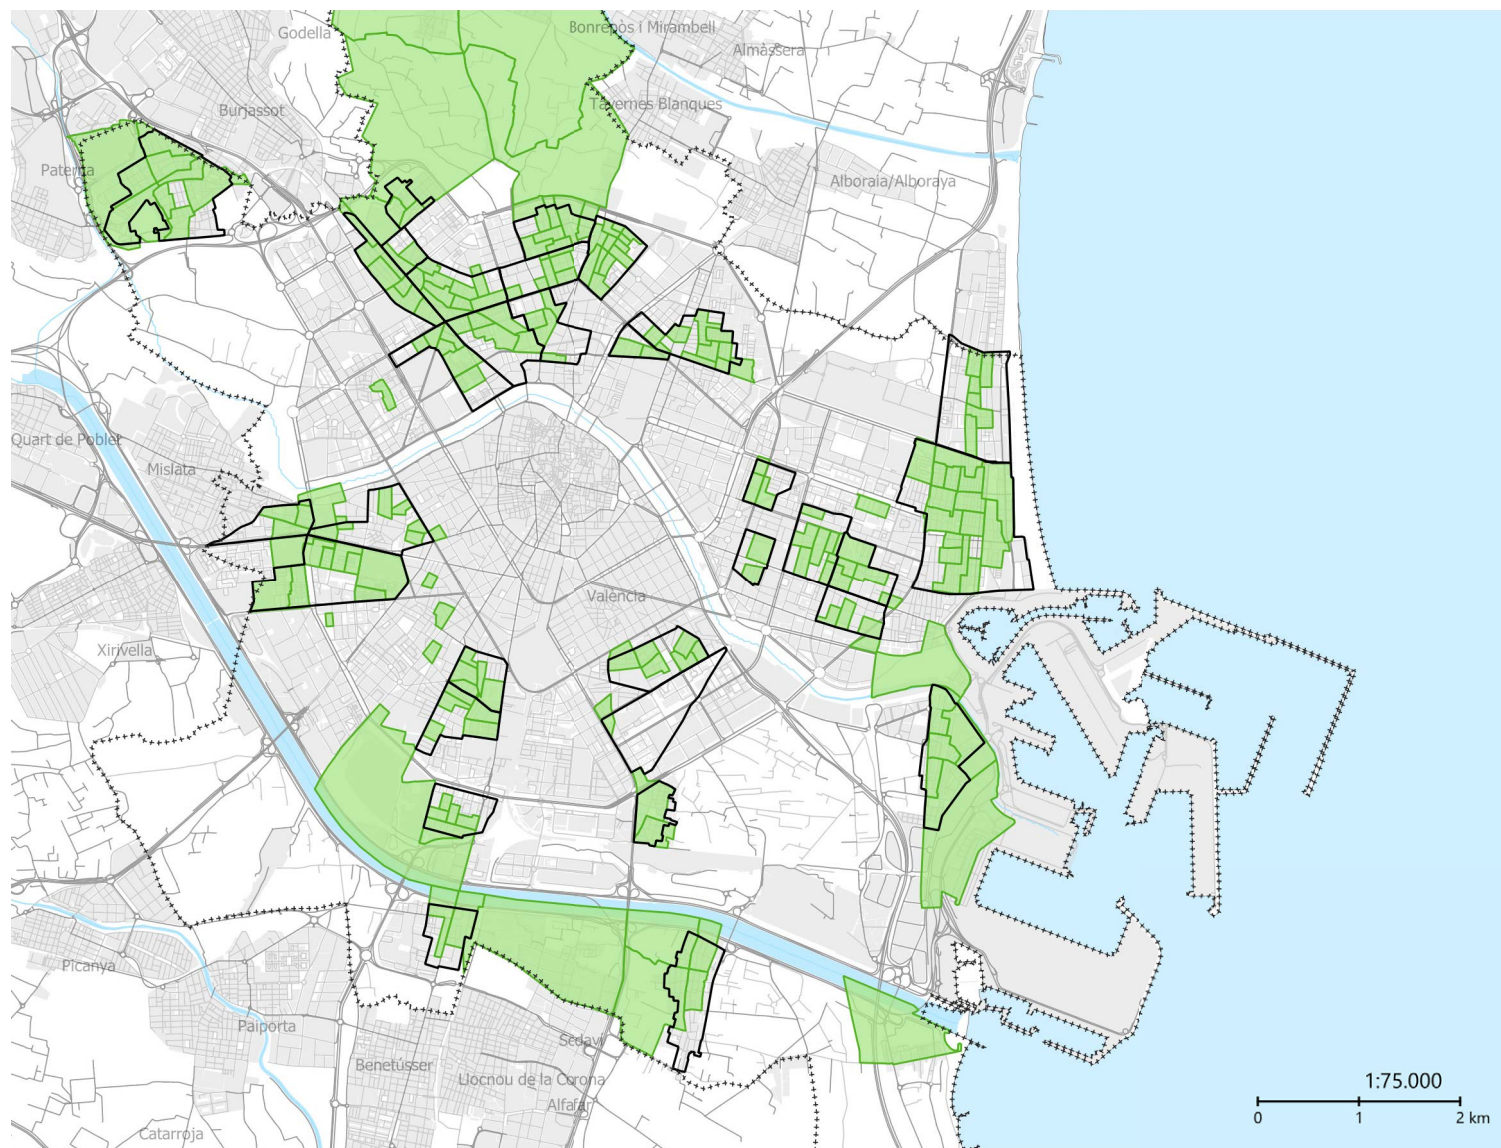 Godella
Bonrepòs i Mirambell
Almàssera
Burjassot
Tavernes Blanques
Paterna
Alboraia/Alboraya
Quart de Poblet
Mislata
València
Xirivella
Picanya
Paiporta
Sedaví
Benetússer
Llocnou de la Corona
Alfafar
Catarroja
1:75.000
0 1 2 km